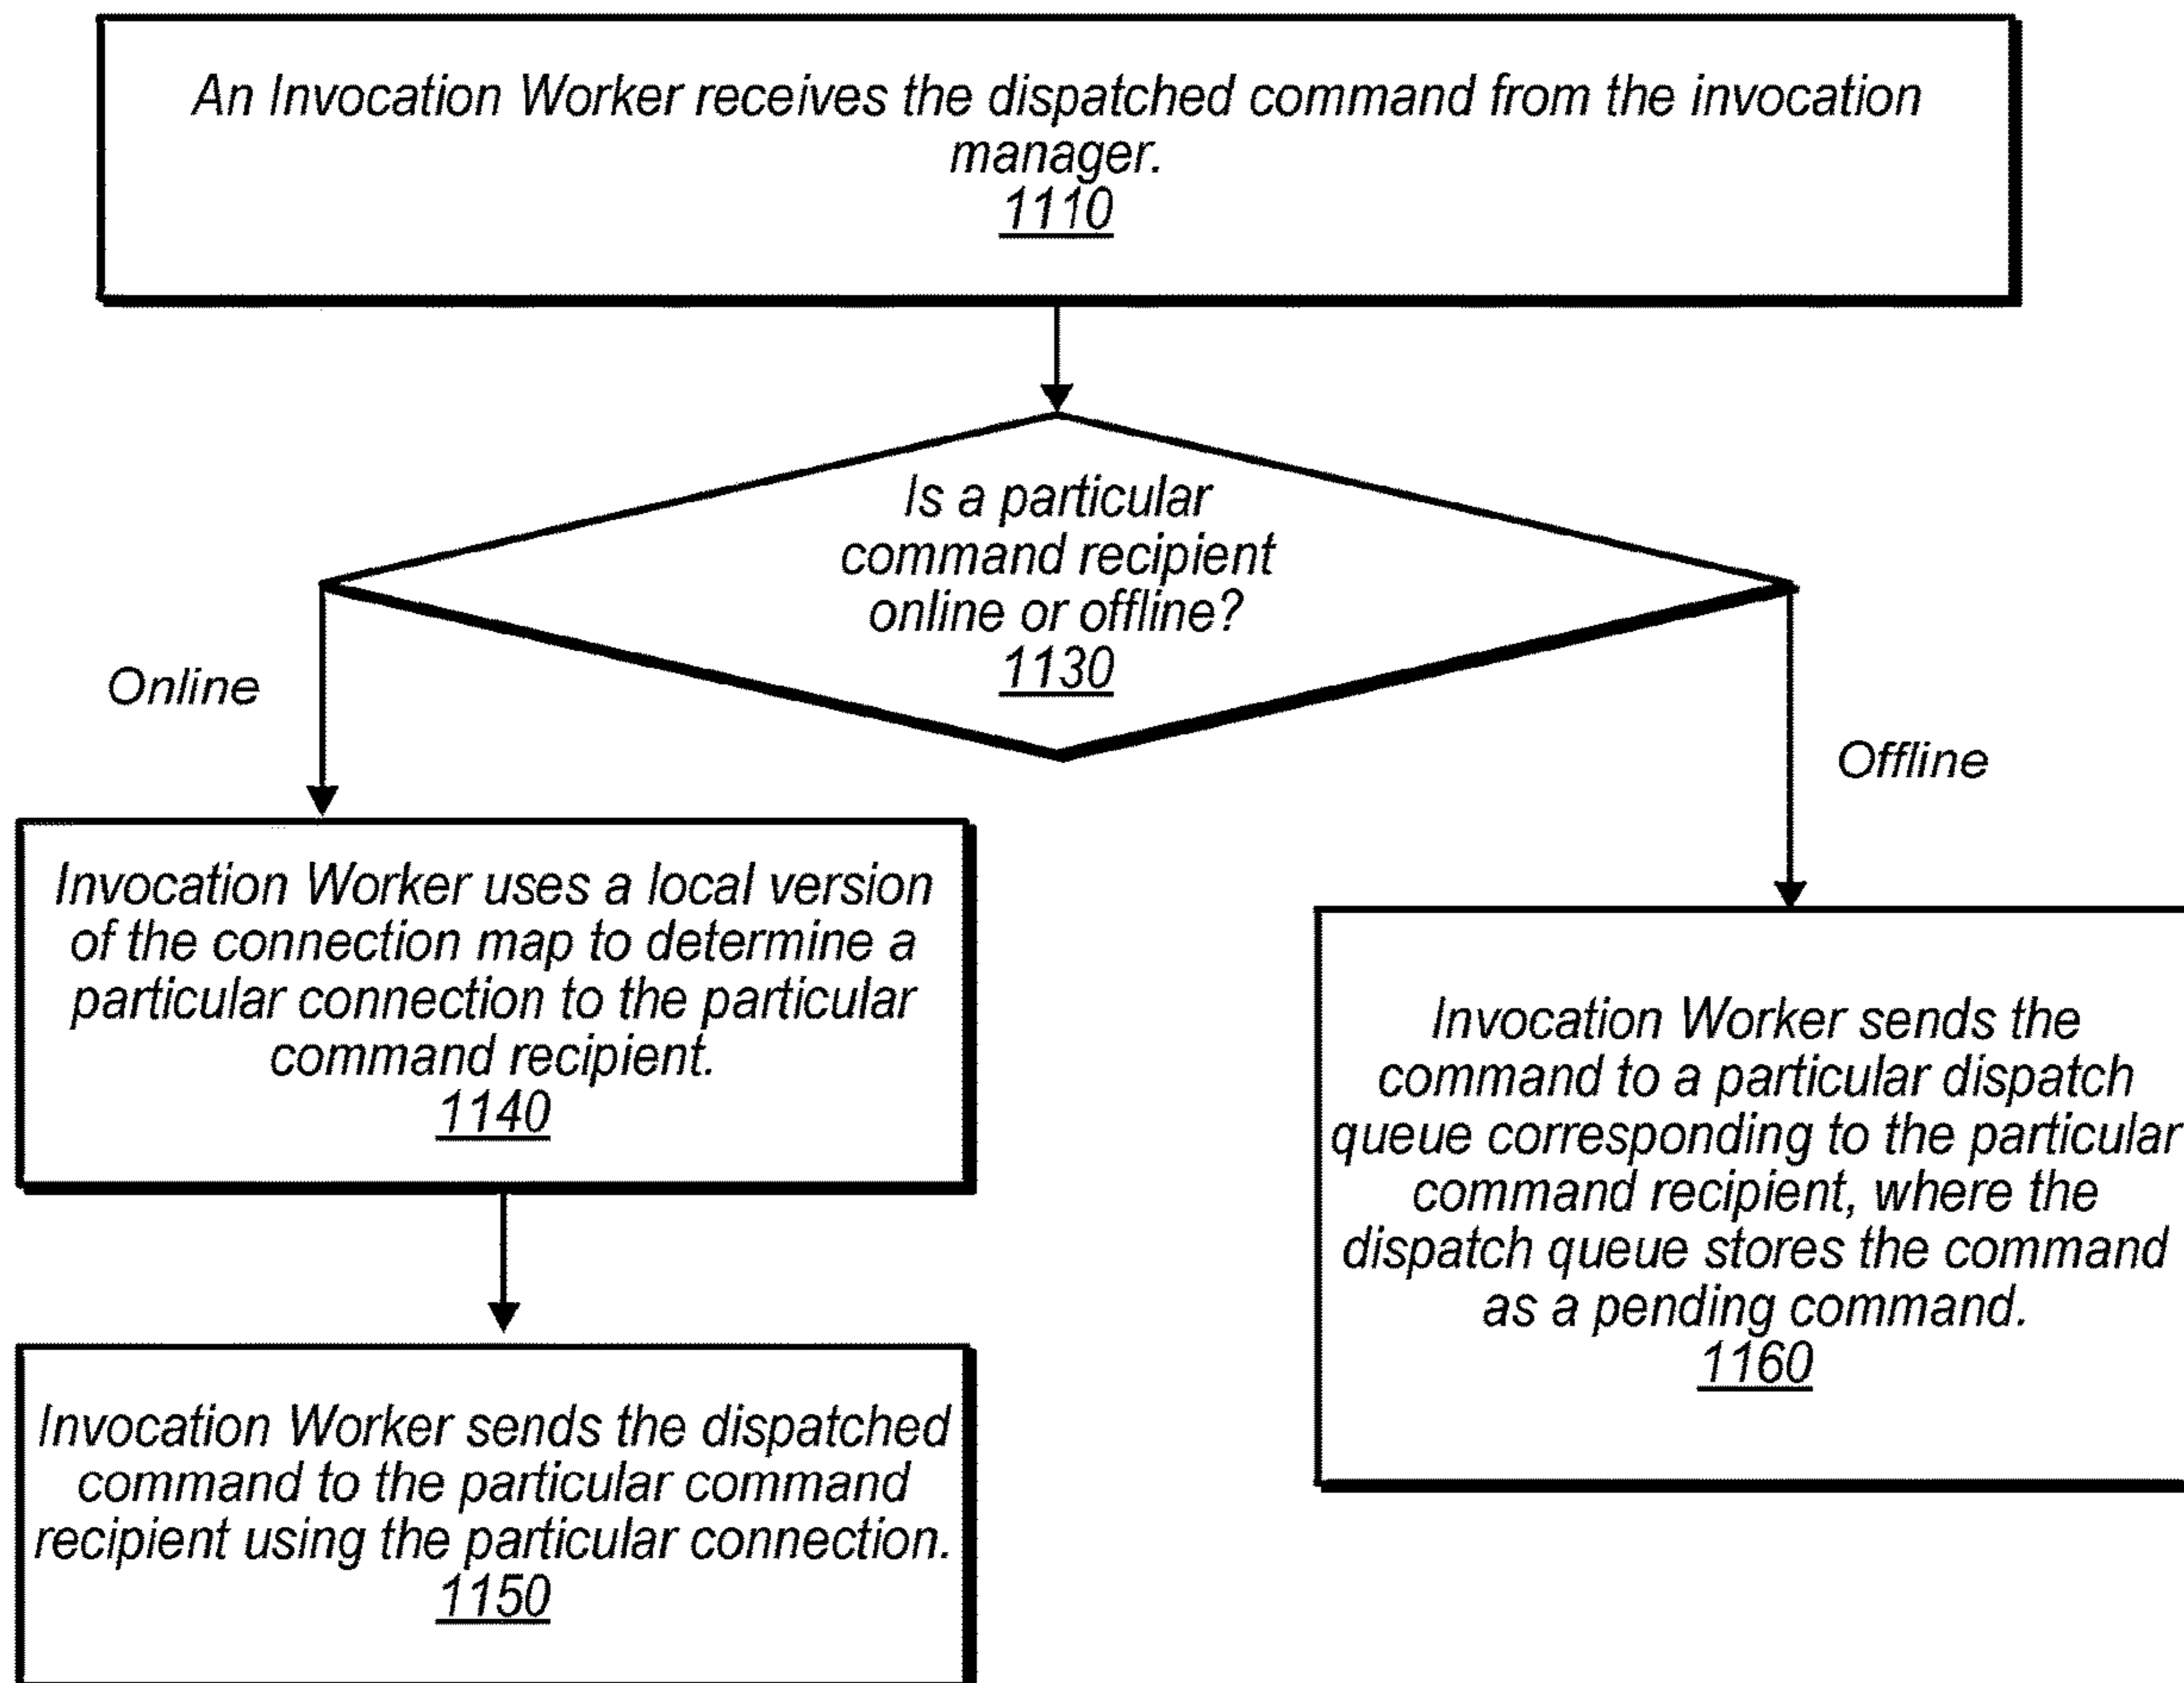 An Invocation Worker receives the dispatched command from the invocation
manager.
1110
Is a particular
command recipient
online or offline?
1130
Online
Offline
Invocation Worker uses a local version
of the connection map to determine a
particular connection to the particular
command recipient.
1140
Invocation Worker sends the
command to a particular dispatch
queue corresponding to the particular
command recipient, where the
dispatch queue stores the command
as a pending command.
1160
Invocation Worker sends the dispatched
command to the particular command
recipient using the particular connection.
1150